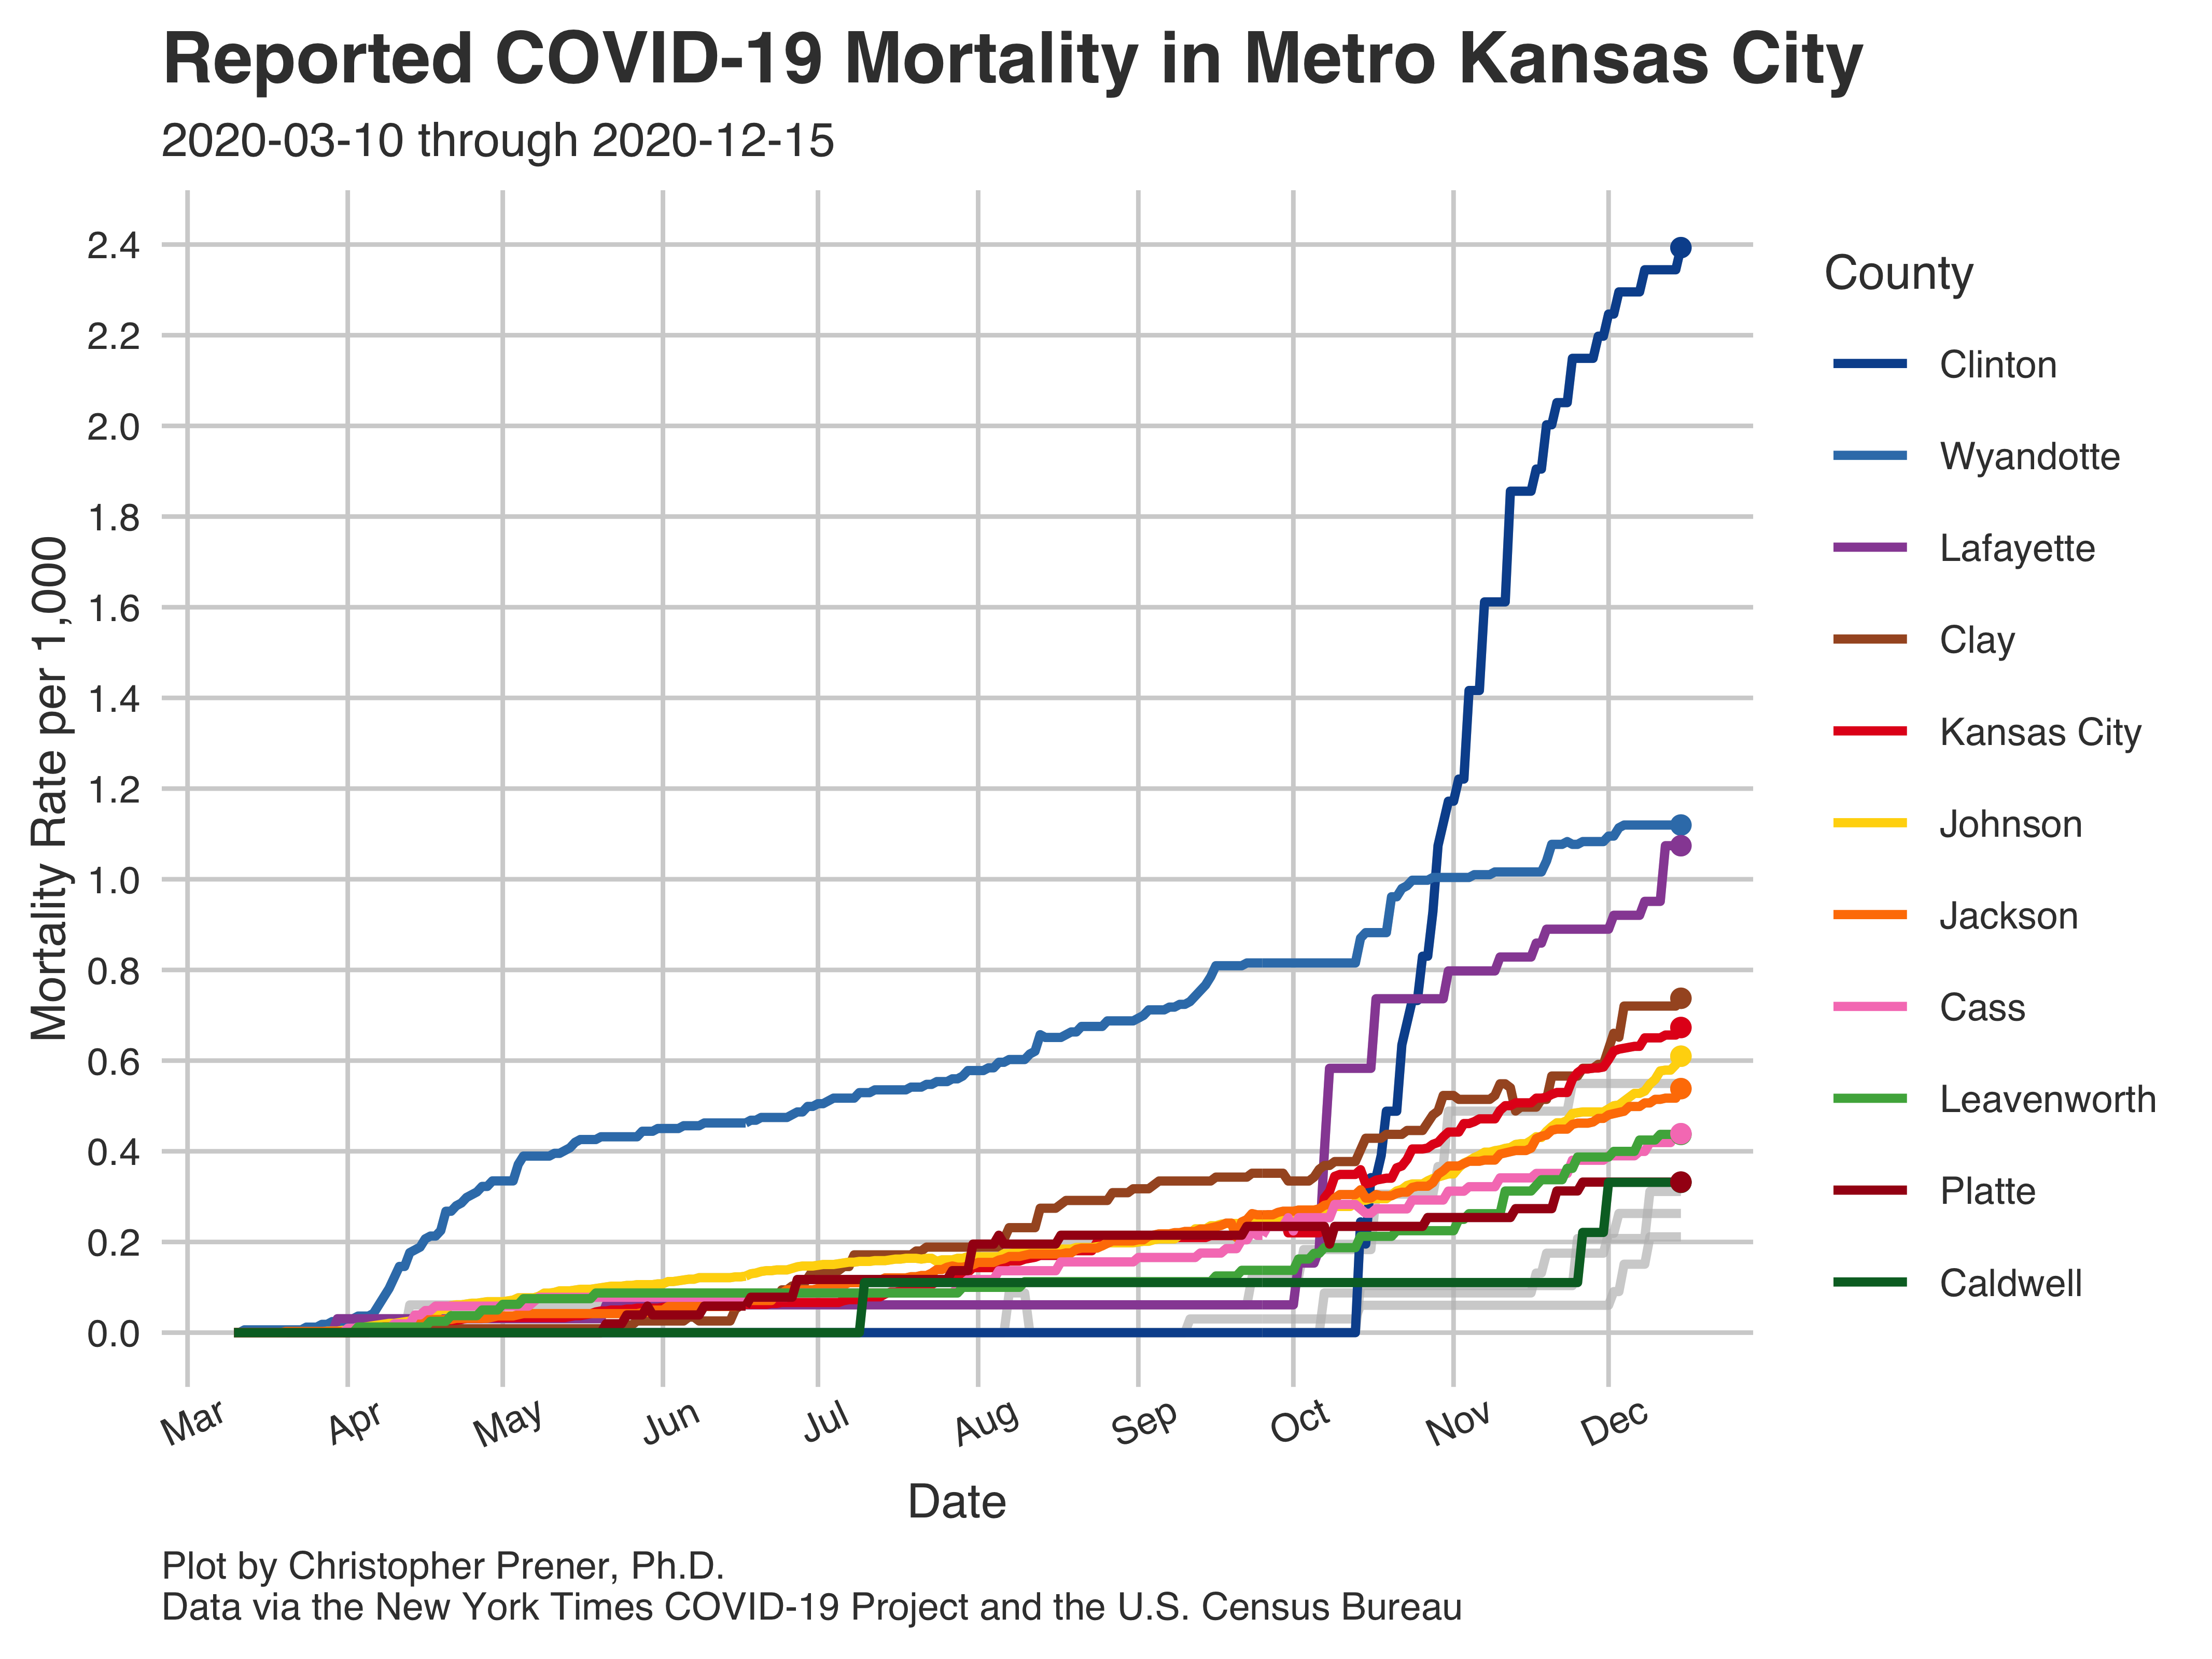 Reported COVID-19 Mortality in Metro Kansas City
2020-03-10 through 2020-12-15
Mortality Rate per 1,000
2.4
2.2
2.0
1.8
1.6
1.4
1.2
1.0
0.8
0.6
0.4
0.2
0.0
Mar
Apr
May
Jun
Jul
Aug
Sep
Oct
Nov
Dec
Date
County
Clinton
Wyandotte
Lafayette
Clay
Kansas City
Johnson
Jackson
Cass
Leavenworth
Platte
Caldwell
Plot by Christopher Prener, Ph.D.
Data via the New York Times COVID-19 Project and the U.S. Census Bureau